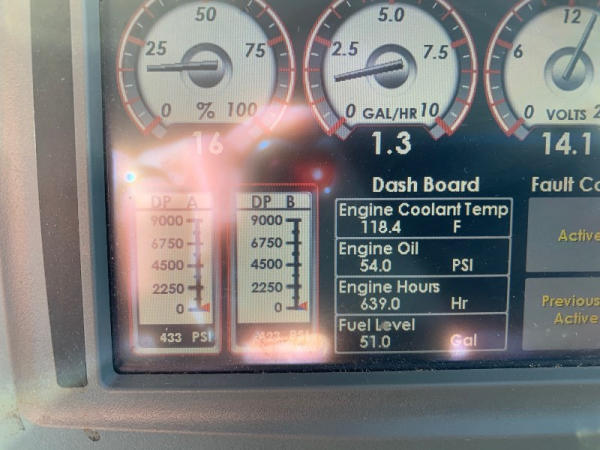 50
5.0
12
25
75
2.5
7.5
6
0 % 100
0 GAL/HR 10
0 VOLTS
16
1.3
14.1
Dash Board
Fault
DP A
DP B
9000
6750
4500
2250
0
433 PSI
9000
6750
4500
2250
0
PSI
Engine Coolant Temp
118.4 F
Engine Oil
54.0 PSI
Engine Hours
639.0 Hr
Fuel Level
51.0 Gal
Active
Previous
Active